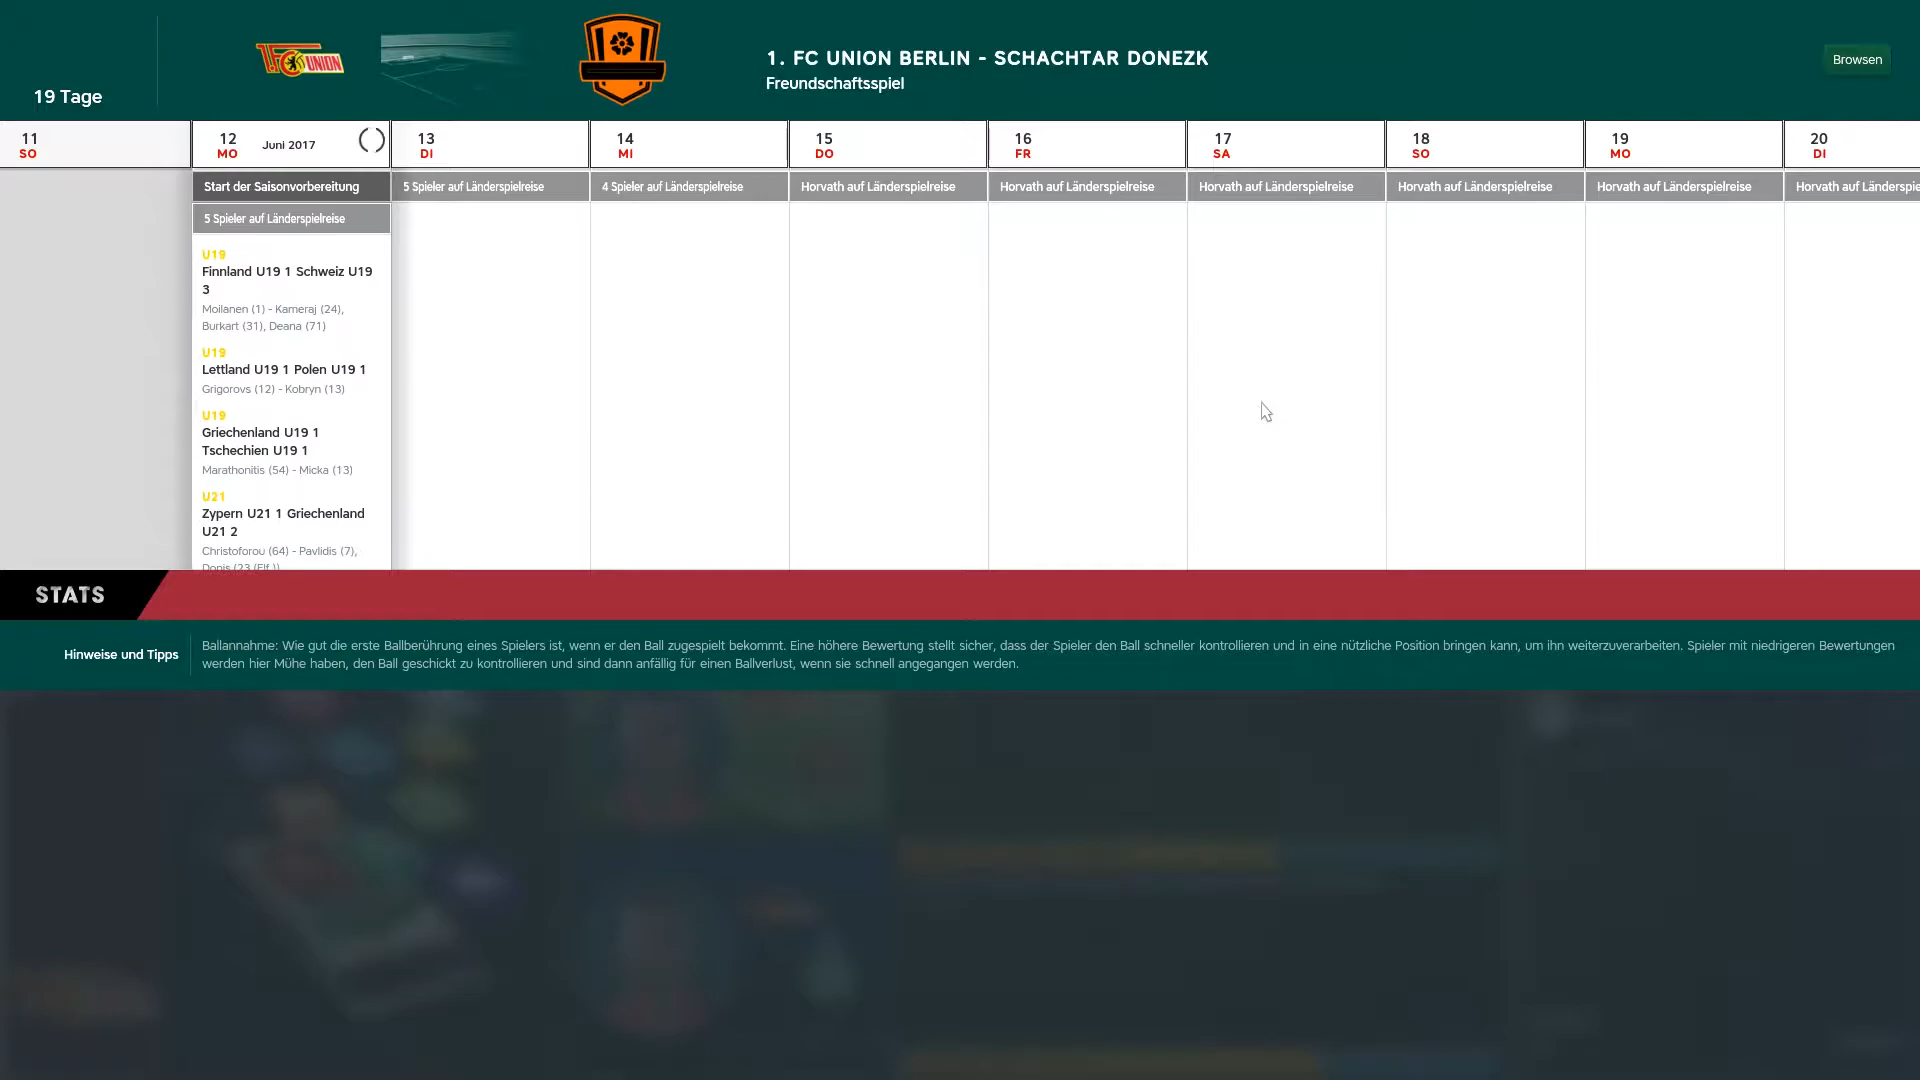 1. FC UNION BERLIN - SCHACHTAR DONEZK
Freundschaftsspiel
Browsen
19 Tage
FC UNION
11
SO
12
MO
Juni 2017
13
DI
14
MI
15
DO
16
FR
17
SA
18
SO
19
MO
20
DI
Start der Saisonvorbereitung
5 Spieler auf Länderspielreise
4 Spieler auf Länderspielreise
Horvath auf Länderspielreise
Horvath auf Länderspielreise
Horvath auf Länderspielreise
Horvath auf Länderspielreise
Horvath auf Länderspielreise
Horvath auf Länderspie
5 Spieler auf Länderspielreise
U19
Finnland U19 1 Schweiz U19
3
Moilanen (1) - Kameraj (24),
Burkart (31), Deana (71)
U19
Lettland U19 1 Polen U19 1
Grigorovs (12) - Kobryn (13)
U19
Griechenland U19 1
Tschechien U19 1
Marathonitis (54) - Micka (13)
U21
Zypern U21 1 Griechenland
U21 2
Christoforou (64) - Pavlidis (7),
Donis (23 (Elf.))
STATS
Hinweise und Tipps
Ballannahme: Wie gut die erste Ballberührung eines Spielers ist, wenn er den Ball zugespielt bekommt. Eine höhere Bewertung stellt sicher, dass der Spieler den Ball schneller kontrollieren und in eine nützliche Position bringen kann, um ihn weiterzuverarbeiten. Spieler mit niedrigeren Bewertungen
werden hier Mühe haben, den Ball geschickt zu kontrollieren und sind dann anfällig für einen Ballverlust, wenn sie schnell angegangen werden.